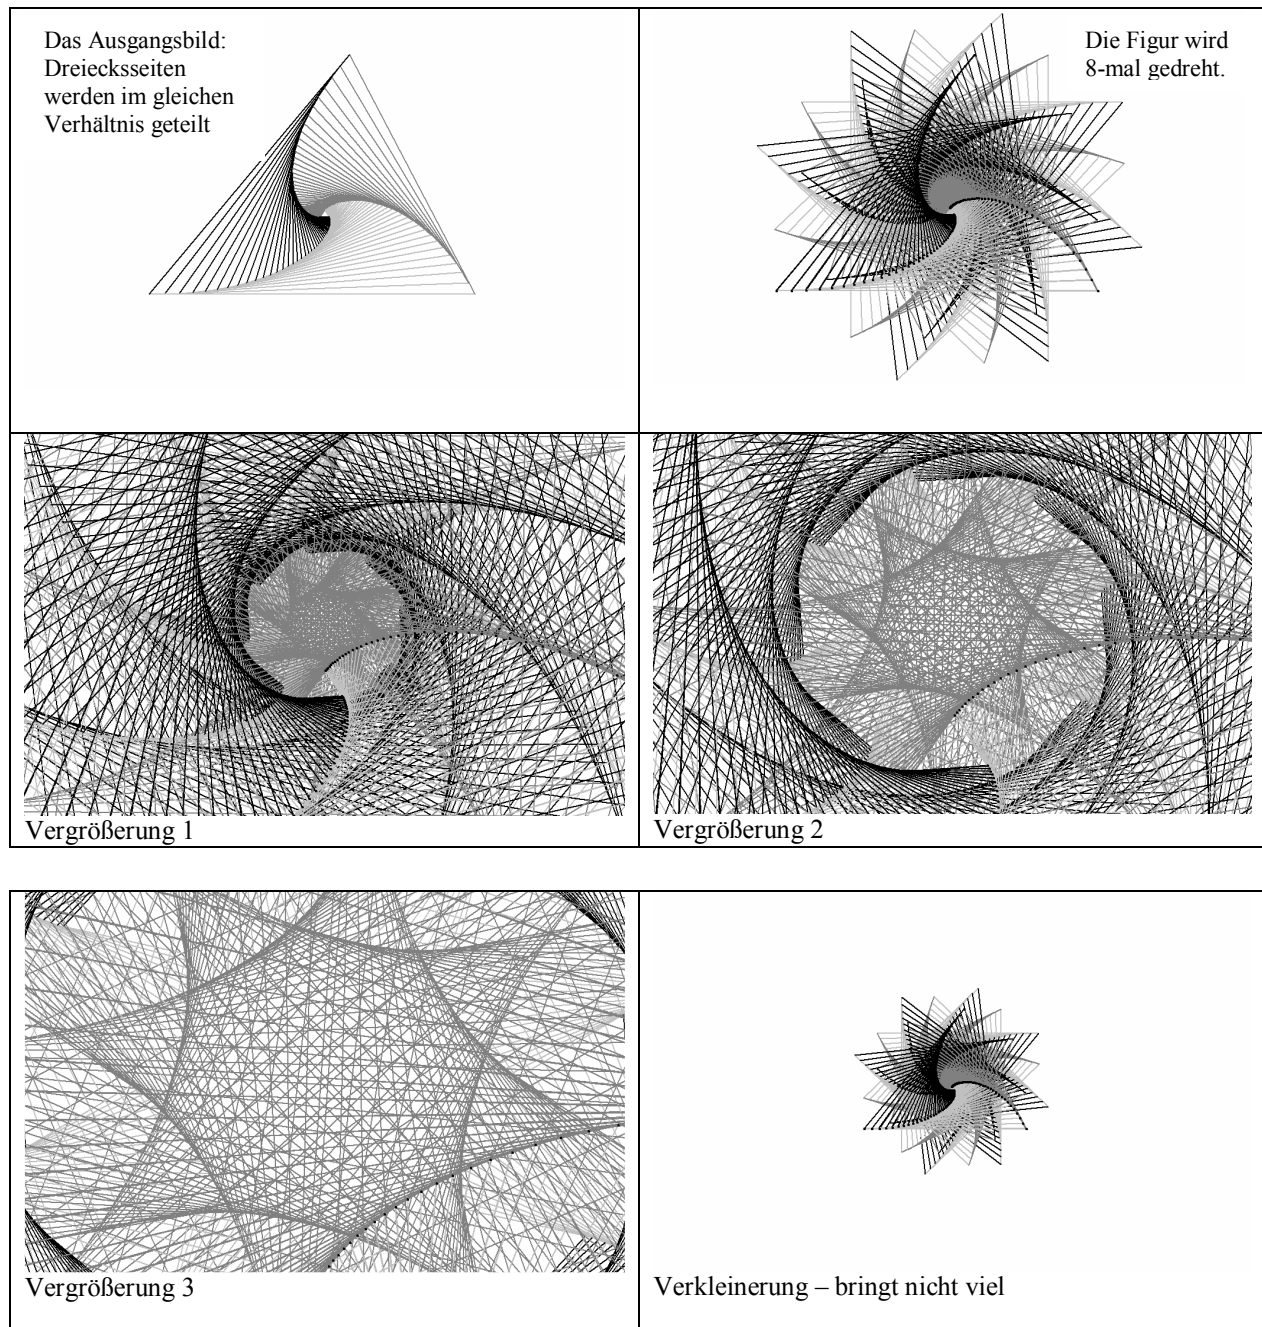 Das Ausgangsbild:
Dreiecksseiten
werden im gleichen
Verhältnis geteilt
Die Figur wird
8-mal gedreht.
Vergrößerung 1
Vergrößerung 2
Vergrößerung 3
Verkleinerung – bringt nicht viel